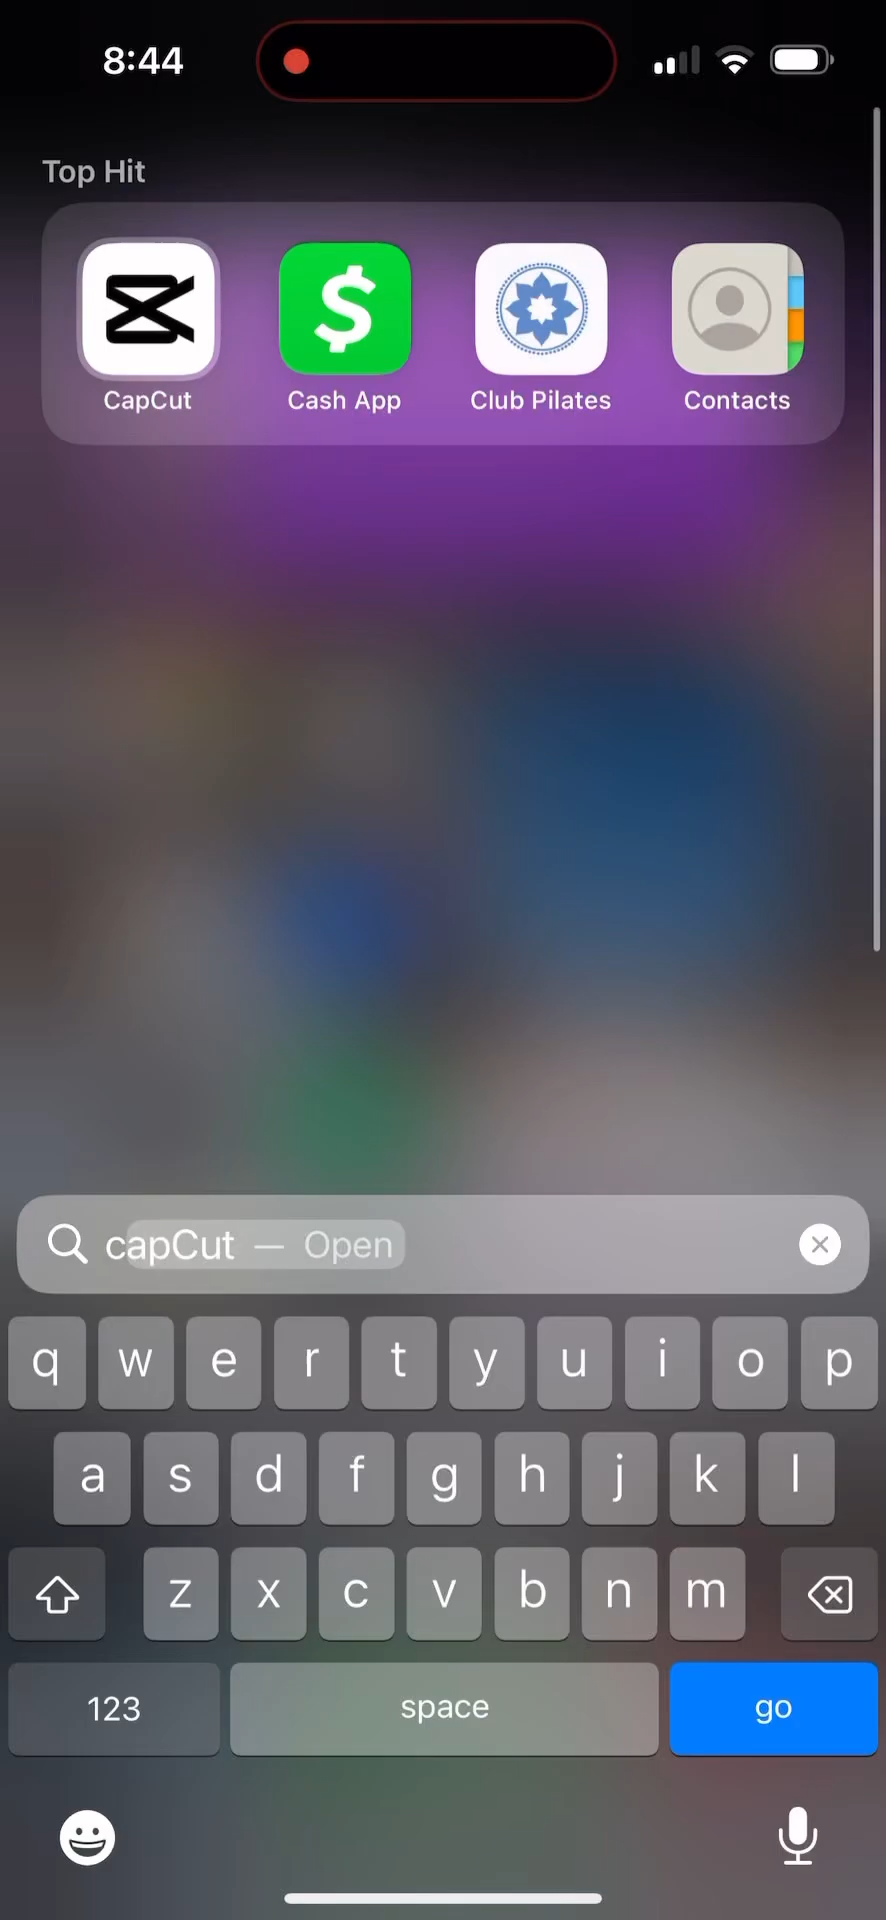 8:44
Top Hit
CapCut Cash App Club Pilates Contacts
capCut — Open
q w e r t y u i o p
a s d f g h j k l
z x c v b n m
123 space go